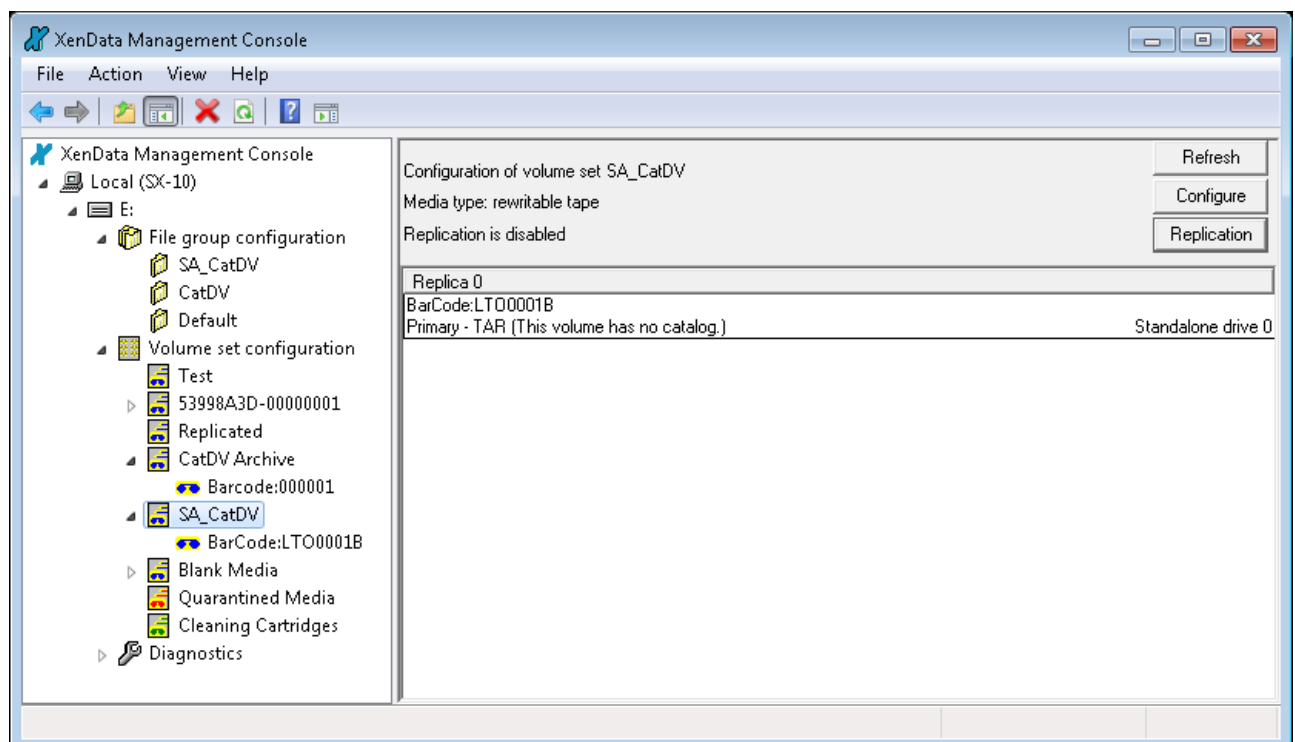 XenData Management Console
File Action View Help
XenData Management Console
Local (SX-10)
E:
File group configuration
SA_CatDV
CatDV
Default
Volume set configuration
Test
53998A3D-00000001
Replicated
CatDV Archive
Barcode:000001
SA_CatDV
BarCode:LTO0001B
Blank Media
Quarantined Media
Cleaning Cartridges
Diagnostics
Configuration of volume set SA_CatDV
Media type: rewritable tape
Replication is disabled
Refresh
Configure
Replication
Replica 0
BarCode:LTO0001B
Primary - TAR (This volume has no catalog.) Standalone drive 0